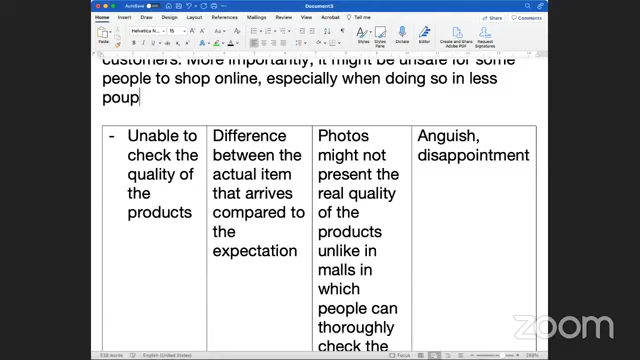 AutoSave
Document3
Home
Insert
Draw
Design
Layout
References
Mailings
Review
View
Acrobat
Tell me
Share
Comments
Paste
Helvetica N...
15
Styles
Styles Pane
Dictate
Editor
Create and Share Adobe PDF
Request Signatures
customers. More importantly, it might be unsafe for some
people to shop online, especially when doing so in less
poup
- Unable to
check the
quality of
the
products
Difference
between the
actual item
that arrives
compared to
the
expectation
Photos
might not
present the
real quality
of the
products
unlike in
malls in
which
people can
thoroughly
check the
Anguish,
disappointment
English (United States)
Focus
zoom